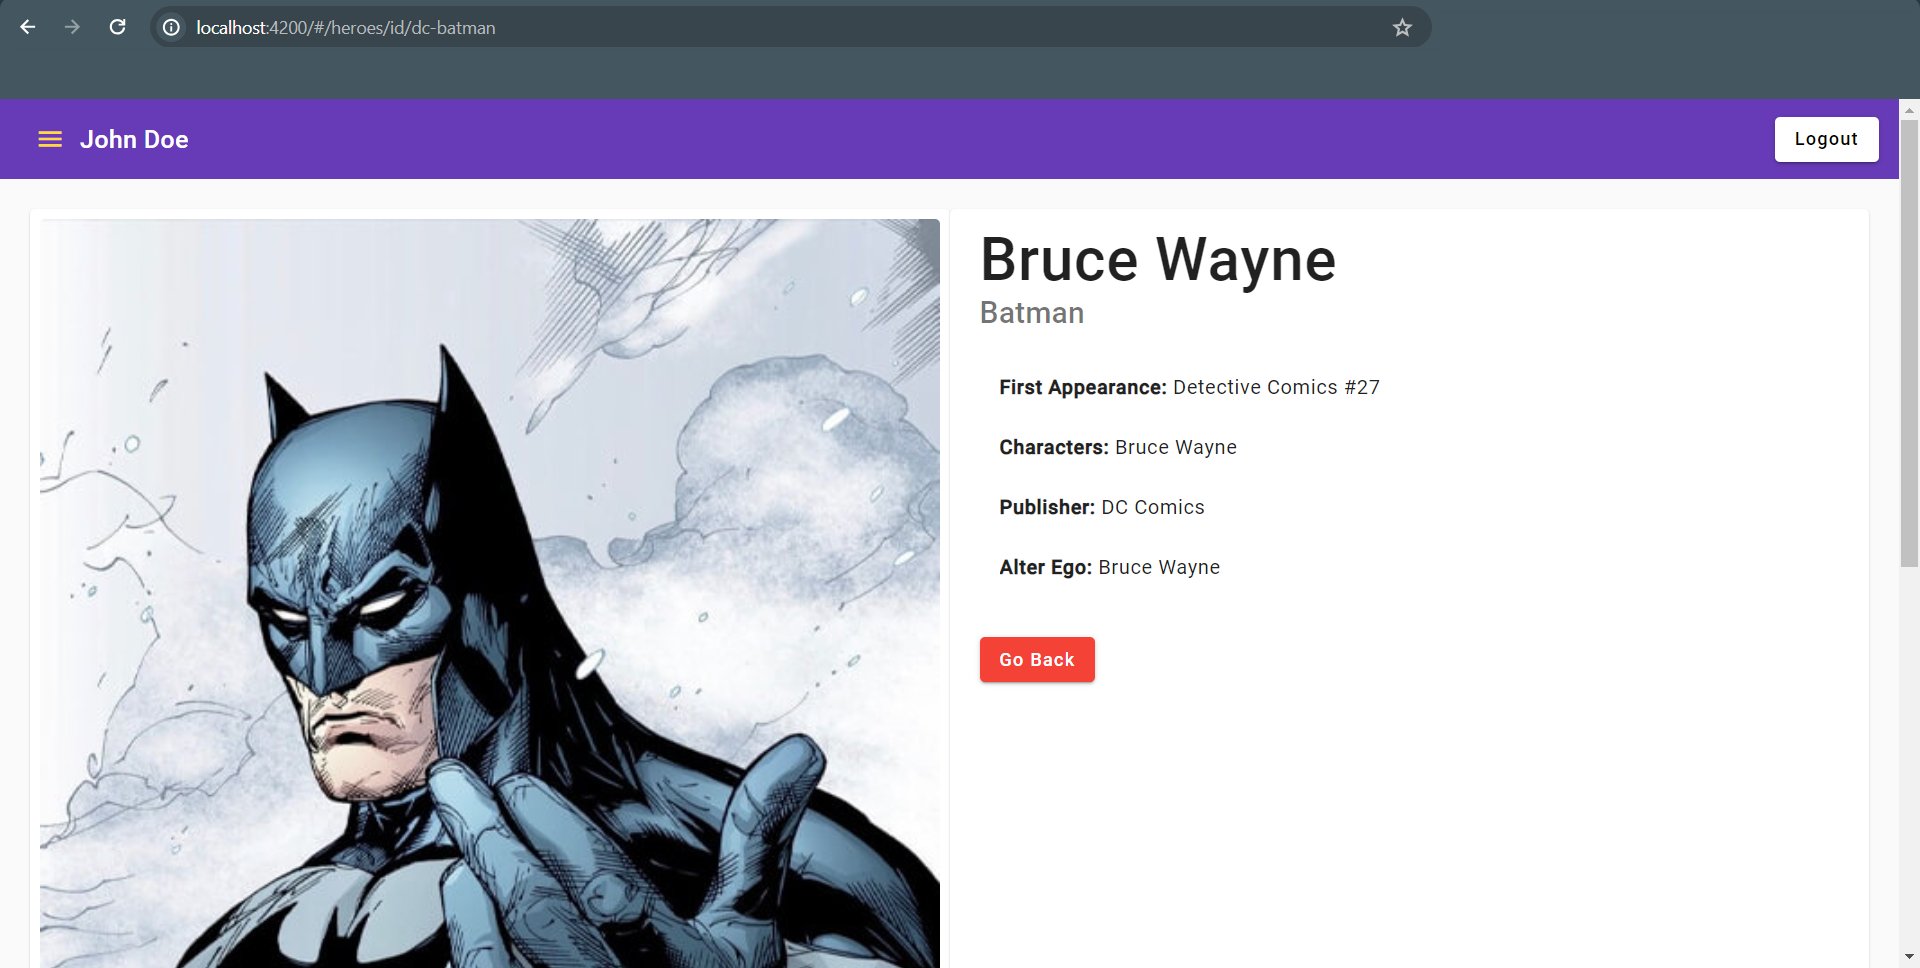 localhost:4200/#/heroes/id/dc-batman
John Doe
Logout
Bruce Wayne
Batman
First Appearance: Detective Comics #27
Characters: Bruce Wayne
Publisher: DC Comics
Alter Ego: Bruce Wayne
Go Back